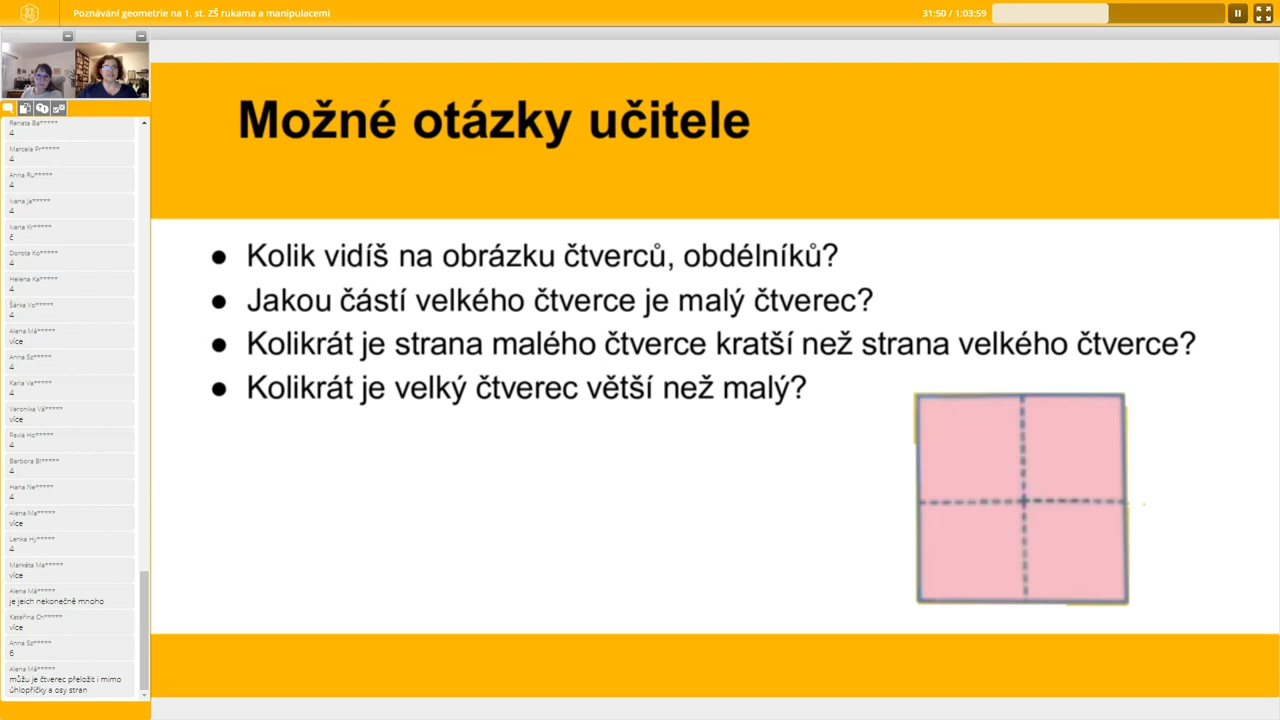 Poznávání geometrie na 1. st. ZŠ rukama a manipulacemi
31:50 / 1:03:59
Renata Ba*****
4
Marcela Pr*****
4
Anna Ru*****
4
Ivana Ja*****
4
Ivana Kr*****
č
Dorota Ko*****
4
Helena Ka*****
4
Šárka Vo*****
4
Alena Má*****
více
Anna Sz*****
4
Karla Va*****
4
Veronika Vá*****
více
Pavla Ho*****
4
Barbora Bl*****
4
Hana Ne*****
4
Alena Ma*****
více
Lenka Hy*****
4
Markéta Ma*****
více
Alena Má*****
je jeich nekonečně mnoho
Kateřina Ch*****
více
Anna Sz*****
6
Alena Má*****
můžu je čtverec přeložit i mimo
úhlopříčky a osy stran
Možné otázky učitele
● Kolik vidíš na obrázku čtverců, obdélníků?
● Jakou částí velkého čtverce je malý čtverec?
● Kolikrát je strana malého čtverce kratší než strana velkého čtverce?
● Kolikrát je velký čtverec větší než malý?